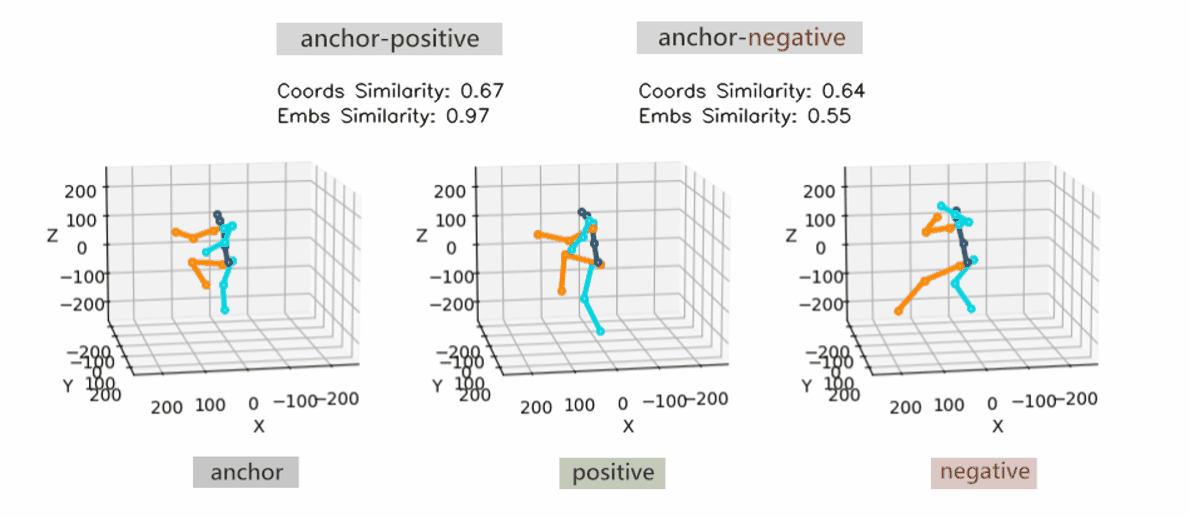 anchor-positive
anchor-negative
Coords Similarity: 0.67
Embs Similarity: 0.97
Coords Similarity: 0.64
Embs Similarity: 0.55
200
100
Z
0
−100
−200
−200
−100
0
Y
100
200
200 100 0 −100 −200
X
200
100
Z
0
−100
−200
−200
−100
0
Y
100
200
200 100 0 −100 −200
X
200
100
Z
0
−100
−200
−200
−100
0
Y
100
200
200 100 0 −100 −200
X
anchor
positive
negative